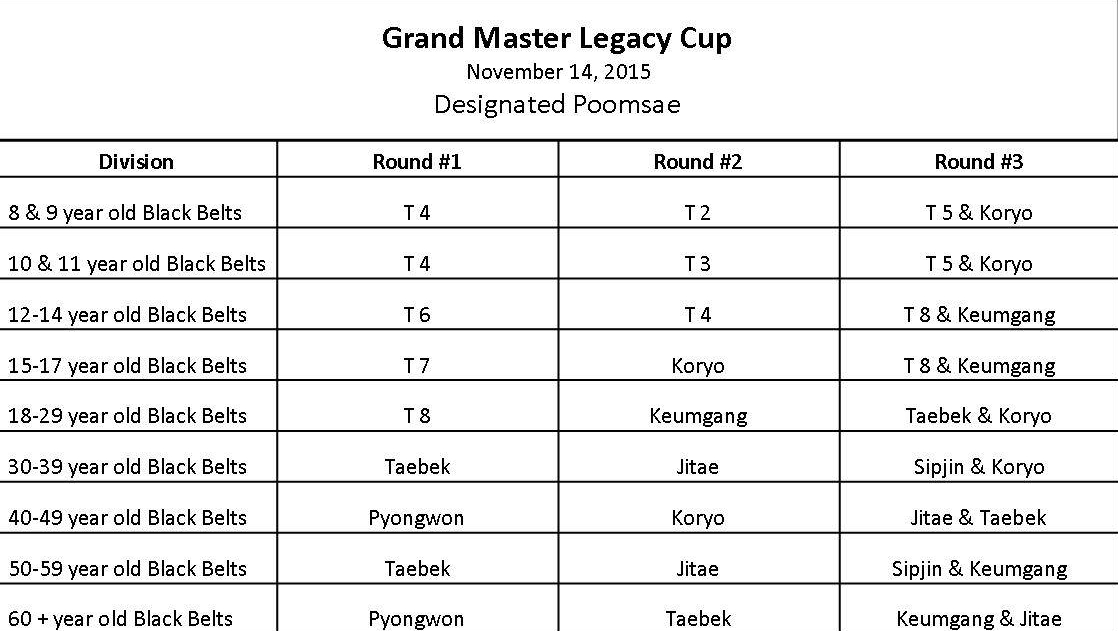 Grand Master Legacy Cup
November 14, 2015
Designated Poomsae
Division Round #1 Round #2 Round #3
8 & 9 year old Black Belts T 4 T 2 T 5 & Koryo
10 & 11 year old Black Belts T 4 T 3 T 5 & Koryo
12-14 year old Black Belts T 6 T 4 T 8 & Keumgang
15-17 year old Black Belts T 7 Koryo T 8 & Keumgang
18-29 year old Black Belts T 8 Keumgang Taebek & Koryo
30-39 year old Black Belts Taebek Jitae Sipjin & Koryo
40-49 year old Black Belts Pyongwon Koryo Jitae & Taebek
50-59 year old Black Belts Taebek Jitae Sipjin & Keumgang
60 + year old Black Belts Pyongwon Taebek Keumgang & Jitae